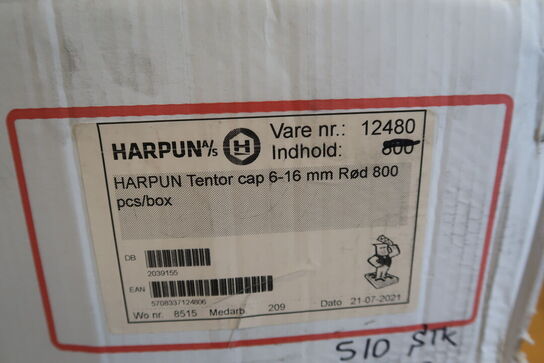 HARPUN A/S H Vare nr.: 12480
Indhold: 800
HARPUN Tentor cap 6-16 mm Rød 800
pcs/box
DB
2039155
EAN
5708337124806
Wo nr. 8515 Medarb. 209 Dato 21-07-2021
510 STK